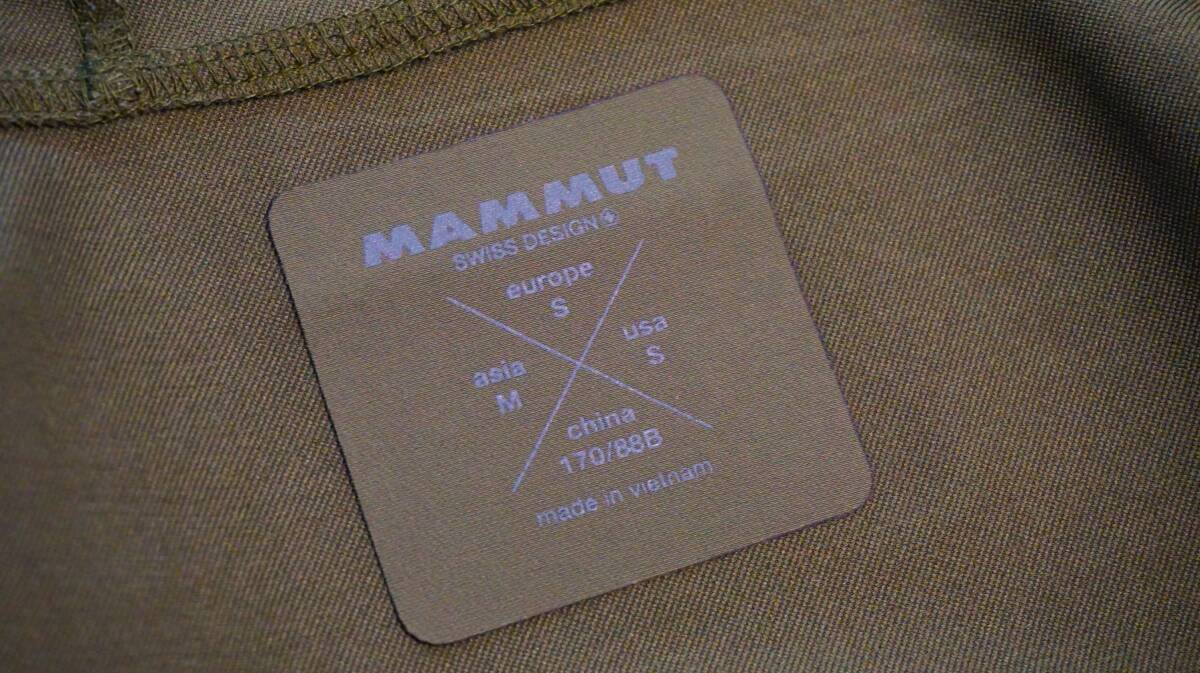 MAMMUT
SWISS DESIGN
europe
S
usa
S
asia
M
china
170/88B
made in vietnam